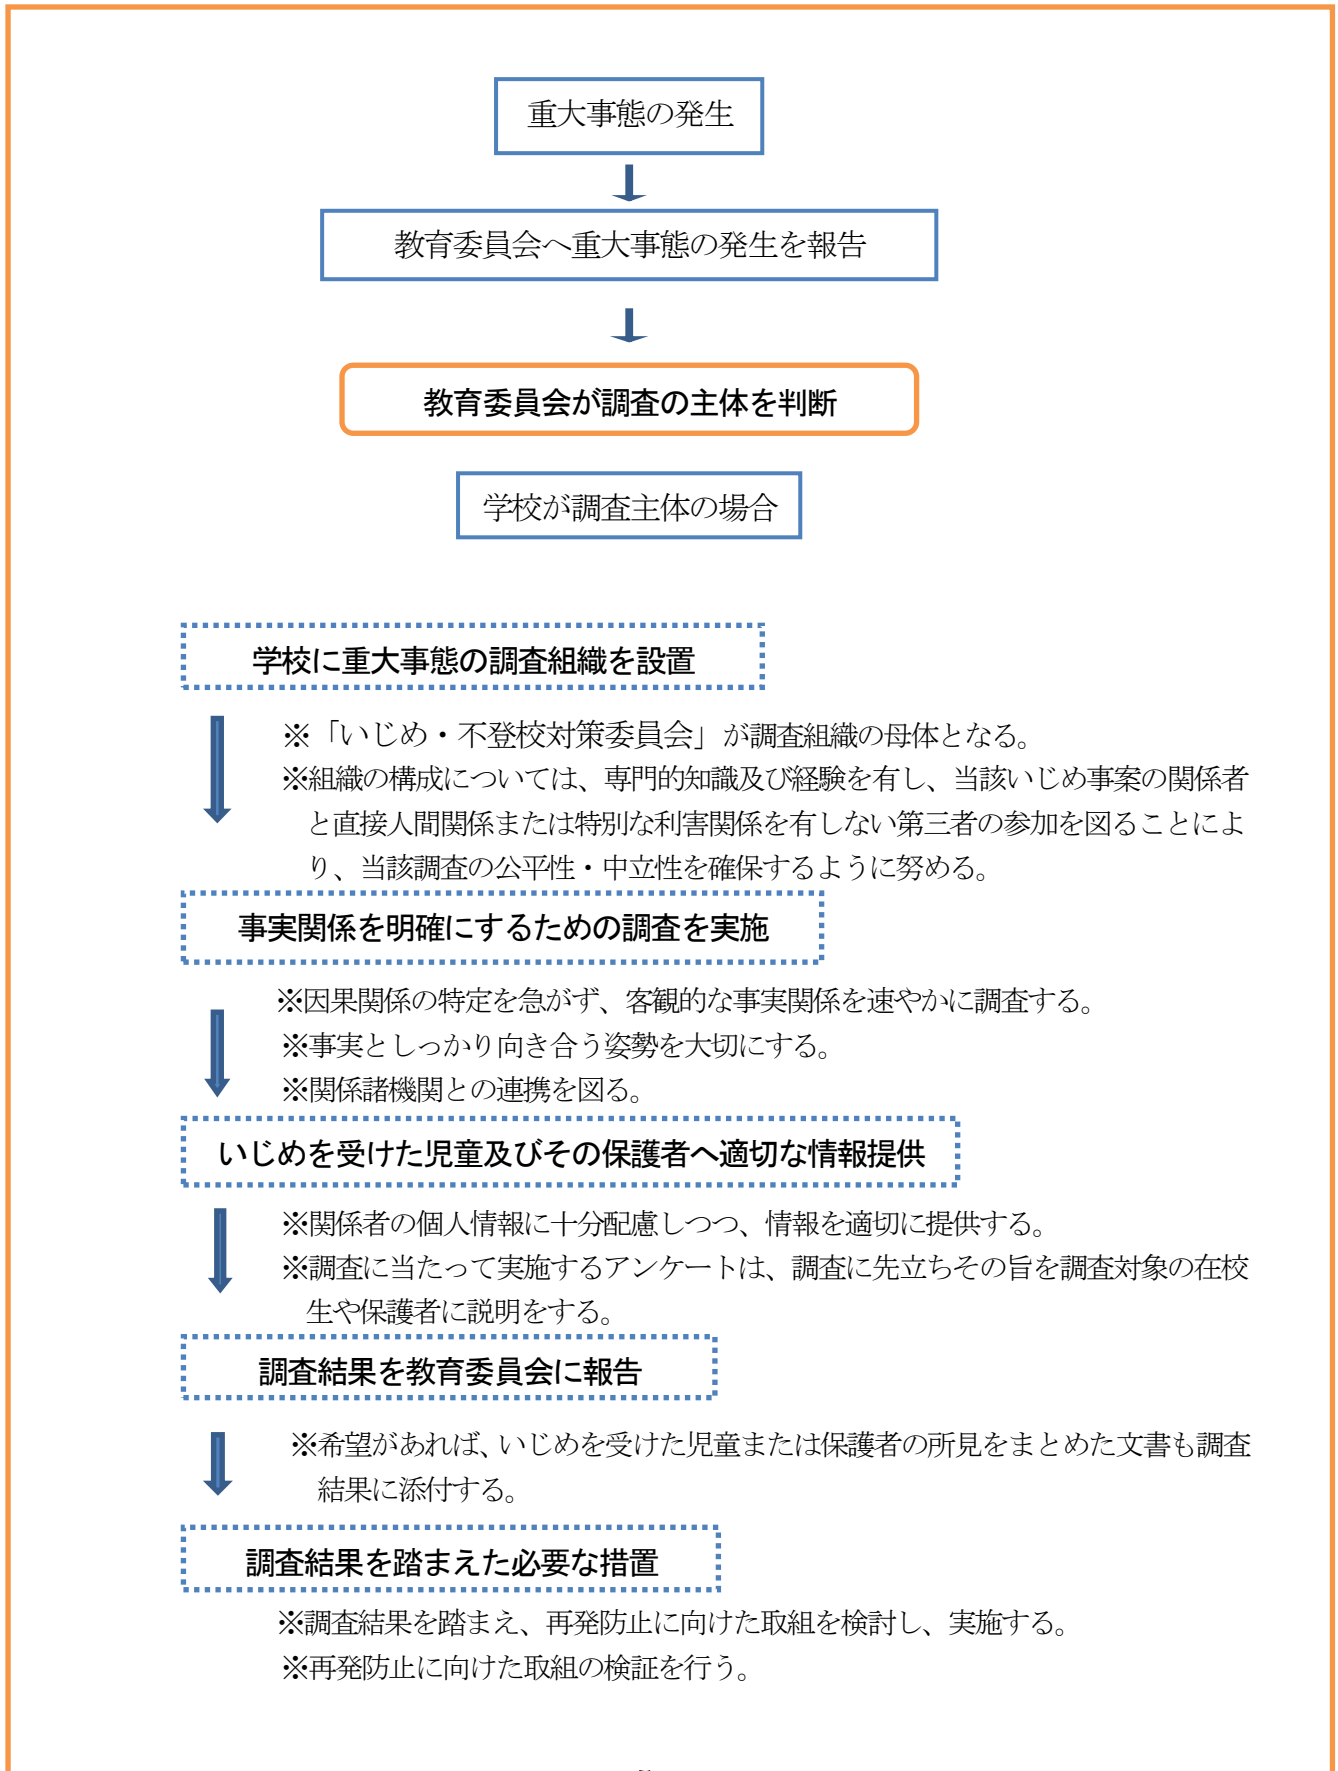 重大事態の発生
教育委員会へ重大事態の発生を報告
教育委員会が調査の主体を判断
学校が調査主体の場合
学校に重大事態の調査組織を設置
※「いじめ・不登校対策委員会」が調査組織の母体となる。
※組織の構成については、専門的知識及び経験を有し、当該いじめ事案の関係者
と直接人間関係または特別な利害関係を有しない第三者の参加を図ることによ
り、当該調査の公平性・中立性を確保するように努める。
事実関係を明確にするための調査を実施
※因果関係の特定を急がず、客観的な事実関係を速やかに調査する。
※事実としっかり向き合う姿勢を大切にする。
※関係諸機関との連携を図る。
いじめを受けた児童及びその保護者へ適切な情報提供
※関係者の個人情報に十分配慮しつつ、情報を適切に提供する。
※調査に当たって実施するアンケートは、調査に先立ちその旨を調査対象の在校
生や保護者に説明をする。
調査結果を教育委員会に報告
※希望があれば、いじめを受けた児童または保護者の所見をまとめた文書も調査
結果に添付する。
調査結果を踏まえた必要な措置
※調査結果を踏まえ、再発防止に向けた取組を検討し、実施する。
※再発防止に向けた取組の検証を行う。